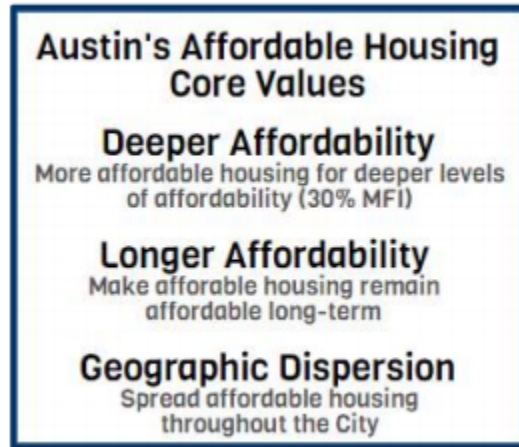 Austin's Affordable Housing
Core Values
Deeper Affordability
More affordable housing for deeper levels
of affordability (30% MFI)
Longer Affordability
Make afforable housing remain
affordable long-term
Geographic Dispersion
Spread affordable housing
throughout the City